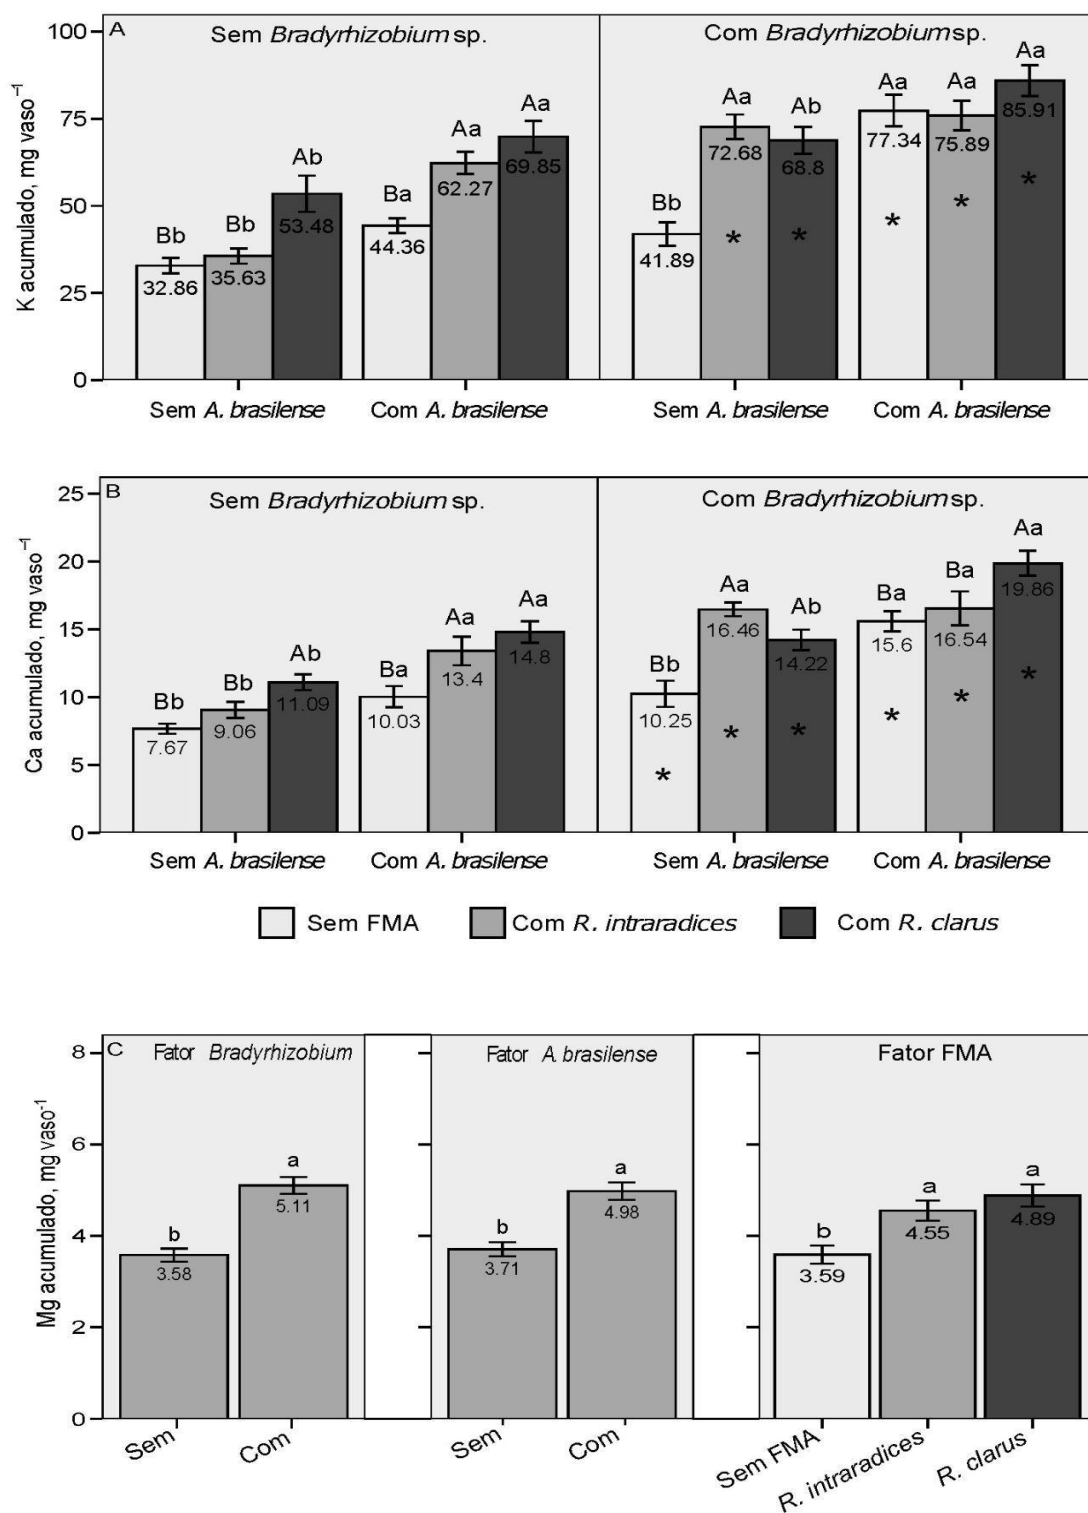 A
Sem Bradyrhizobium sp.
Com Bradyrhizobium sp.
K acumulado, mg vaso⁻¹
100
75
50
25
0
Bb
32.86
Bb
35.63
Ab
53.48
Ba
44.36
Aa
62.27
Aa
69.85
Bb
41.89
Aa
72.68
*
Ab
68.8
*
Aa
77.34
*
Aa
75.89
*
Aa
85.91
*
Sem A. brasilense
Com A. brasilense
Sem A. brasilense
Com A. brasilense
B
Sem Bradyrhizobium sp.
Com Bradyrhizobium sp.
Ca acumulado, mg vaso⁻¹
25
20
15
10
5
0
Bb
7.67
Bb
9.06
Ab
11.09
Ba
10.03
Aa
13.4
Aa
14.8
Bb
10.25
*
Aa
16.46
*
Ab
14.22
*
Ba
15.6
*
Ba
16.54
*
Aa
19.86
*
Sem A. brasilense
Com A. brasilense
Sem A. brasilense
Com A. brasilense
Sem FMA
Com R. intraradices
Com R. clarus
C
Fator Bradyrhizobium
Fator A brasilense
Fator FMA
Mg acumulado, mg vaso⁻¹
8
6
4
2
0
b
3.58
a
5.11
b
3.71
a
4.98
b
3.59
a
4.55
a
4.89
Sem
Com
Sem
Com
Sem FMA
R. intraradices
R. clarus